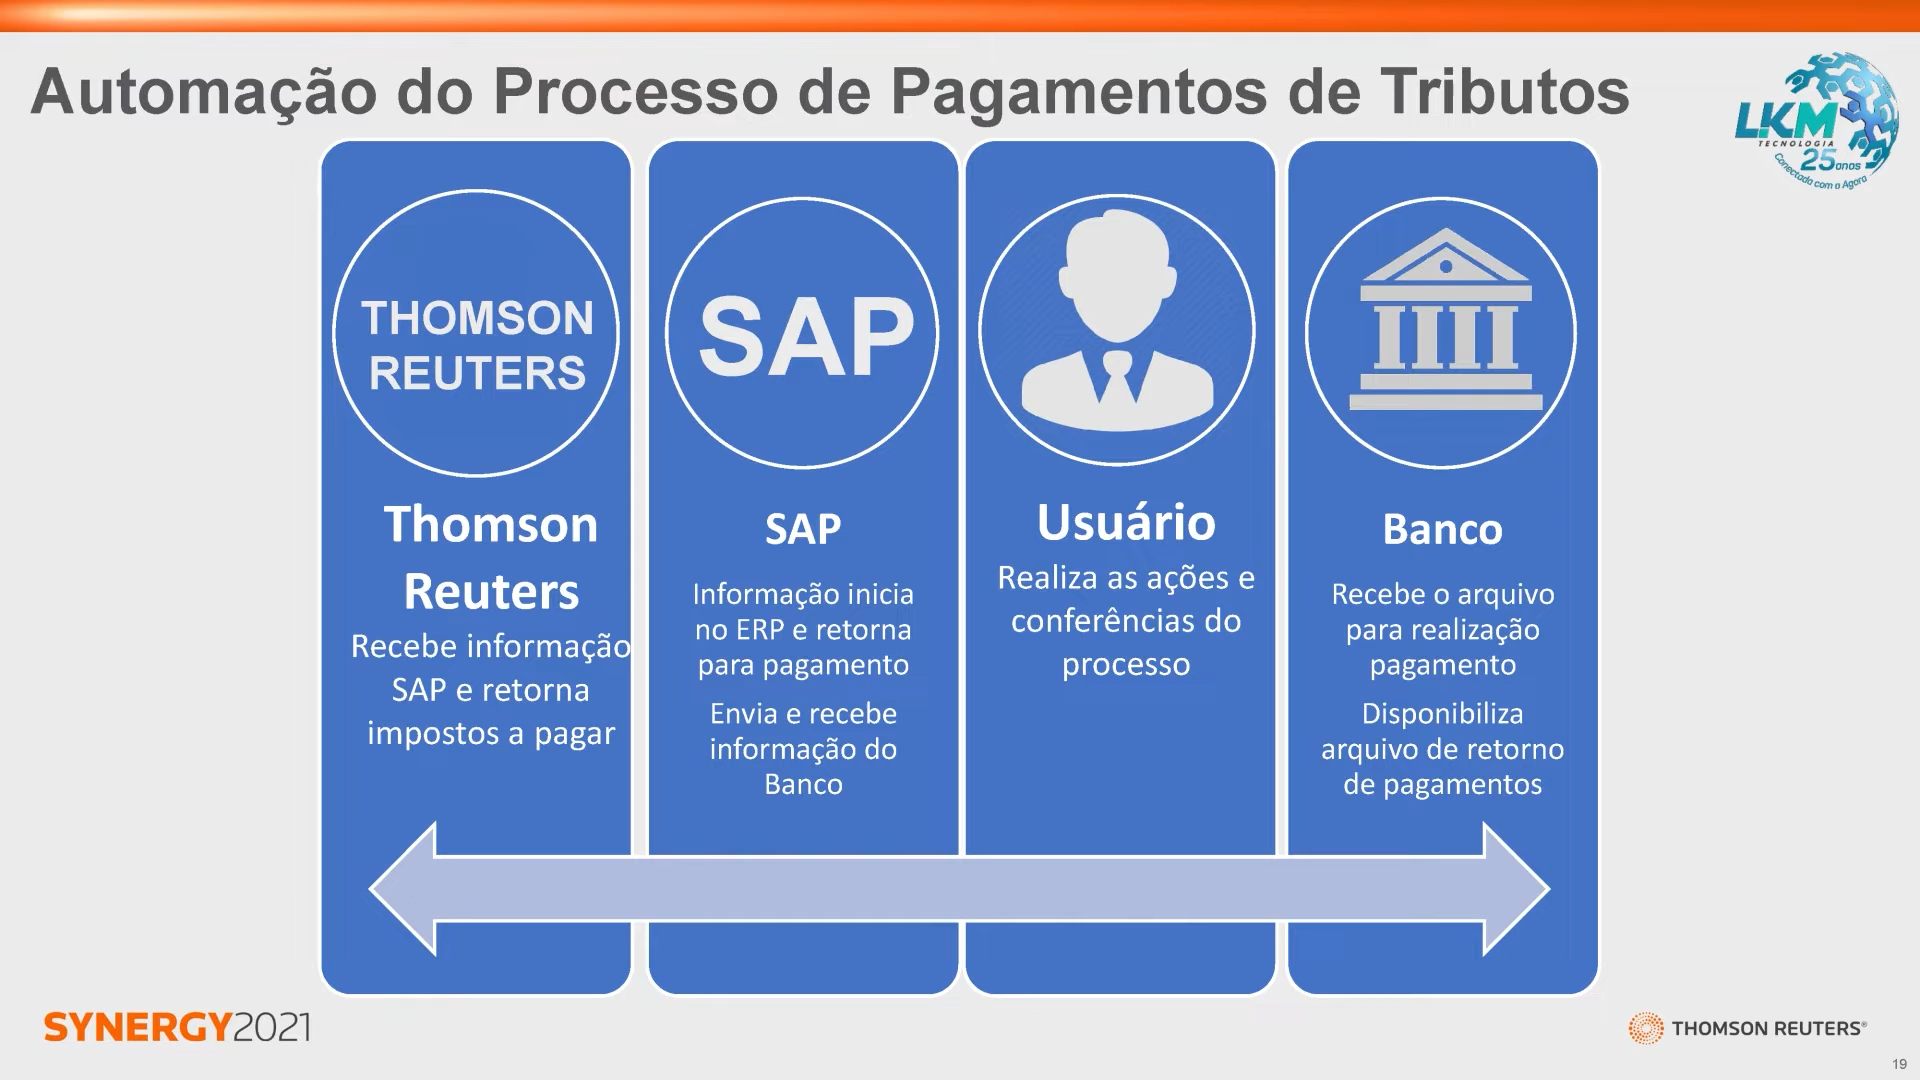 Automação do Processo de Pagamentos de Tributos
LKM
TECNOLOGIA
25anos
Conectada com o Agora
THOMSON
REUTERS
Thomson
Reuters
Recebe informação
SAP e retorna
impostos a pagar
SAP
SAP
Informação inicia
no ERP e retorna
para pagamento
Envia e recebe
informação do
Banco
Usuário
Realiza as ações e
conferências do
processo
Banco
Recebe o arquivo
para realização
pagamento
Disponibiliza
arquivo de retorno
de pagamentos
SYNERGY2021
THOMSON REUTERS®
19